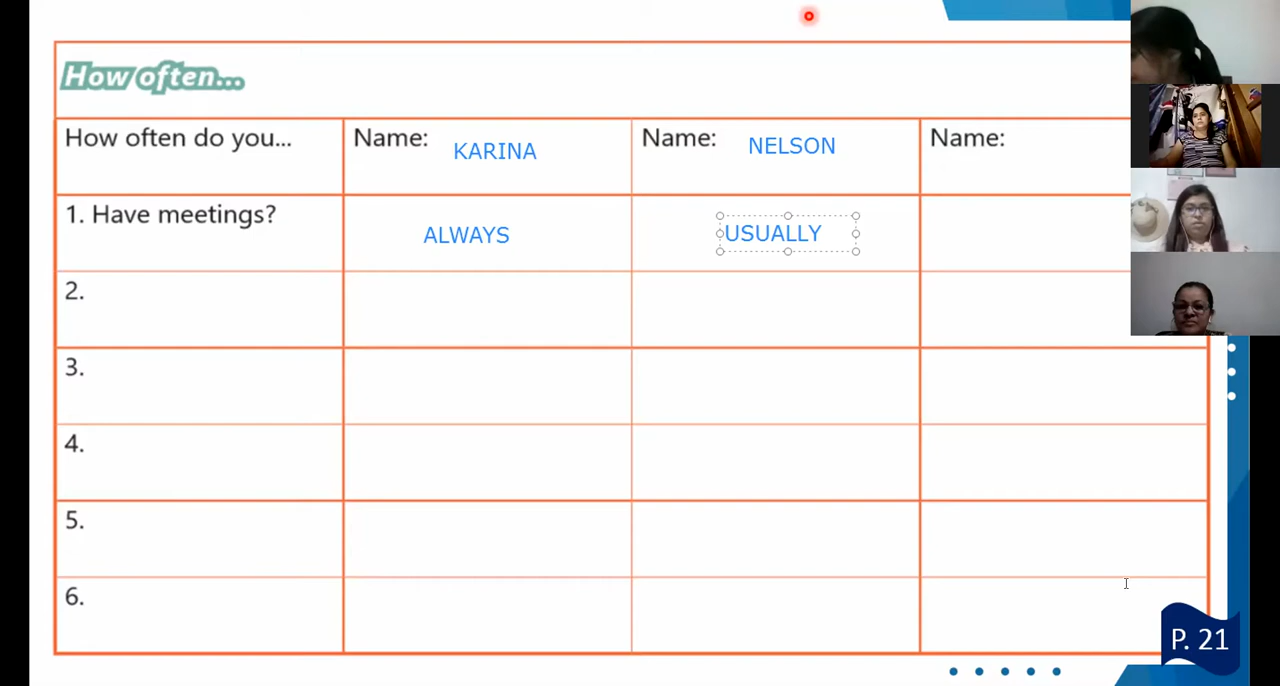 How often...
How often do you... Name: KARINA Name: NELSON Name:
1. Have meetings? ALWAYS USUALLY
2.
3.
4.
5.
6.
P. 21